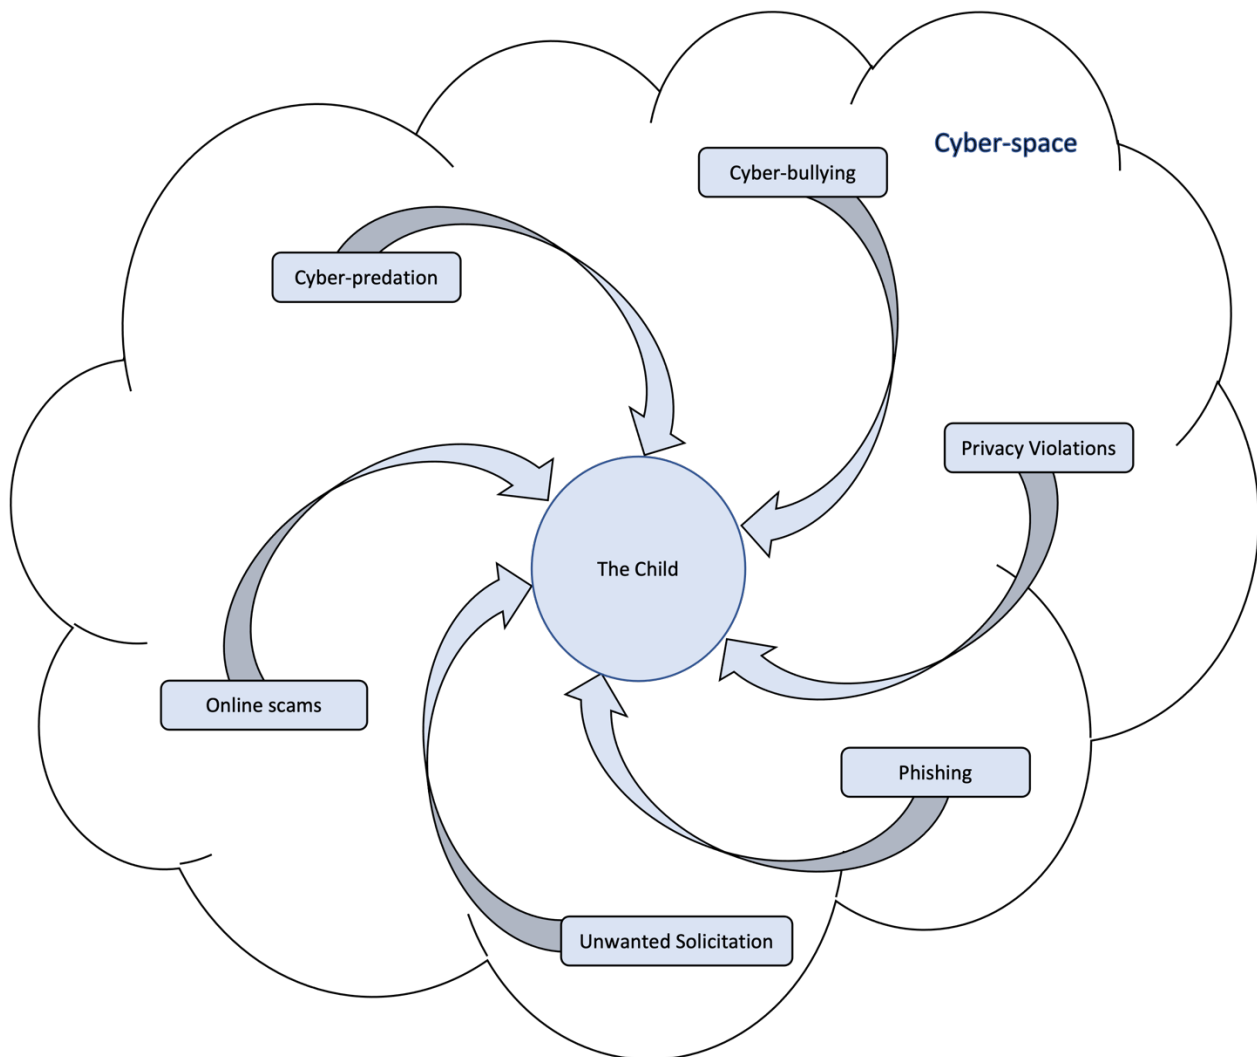 Cyber-space
Cyber-bullying
Cyber-predation
Privacy Violations
The Child
Online scams
Phishing
Unwanted Solicitation